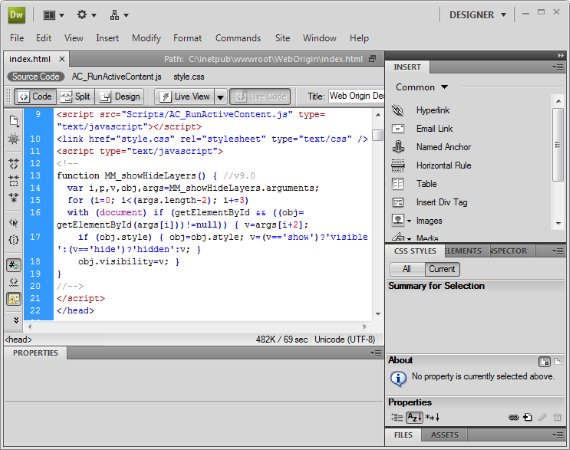 Dw
DESIGNER
File Edit View Insert Modify Format Commands Site Window Help
index.html
Path: C:\inetpub\wwwroot\WebOrigin\index.html
Source Code AC_RunActiveContent.js style.css
Code Split Design Live View Live Code Title: Web Origin De
9 <script src="Scripts/AC_RunActiveContent.js" type=
"text/javascript"></script>
10 <link href="style.css" rel="stylesheet" type="text/css" />
11 <script type="text/javascript">
12 <!--
13 function MM_showHideLayers() { //v9.0
14 var i,p,v,obj,args=MM_showHideLayers.arguments;
15 for (i=0; i<(args.length-2); i+=3)
16 with (document) if (getElementById && ((obj=
getElementById(args[i]))!=null)) { v=args[i+2];
17 if (obj.style) { obj=obj.style; v=(v=='show')?'visible'
':(v=='hide')?'hidden':v; }
18 obj.visibility=v; }
19 }
20 //-->
21 </script>
22 </head>
<head>
482K / 69 sec Unicode (UTF-8)
PROPERTIES
INSERT
Common
Hyperlink
Email Link
Named Anchor
Horizontal Rule
Table
Insert Div Tag
Images
Media
CSS STYLES ELEMENTS NSPECTOR
All Current
Summary for Selection
About
No property is currently selected above.
Properties
FILES ASSETS